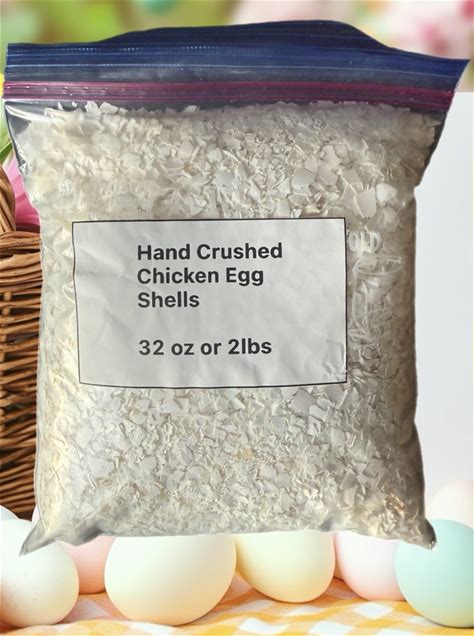 Hand Crushed
Chicken Egg
Shells
32 oz or 2lbs